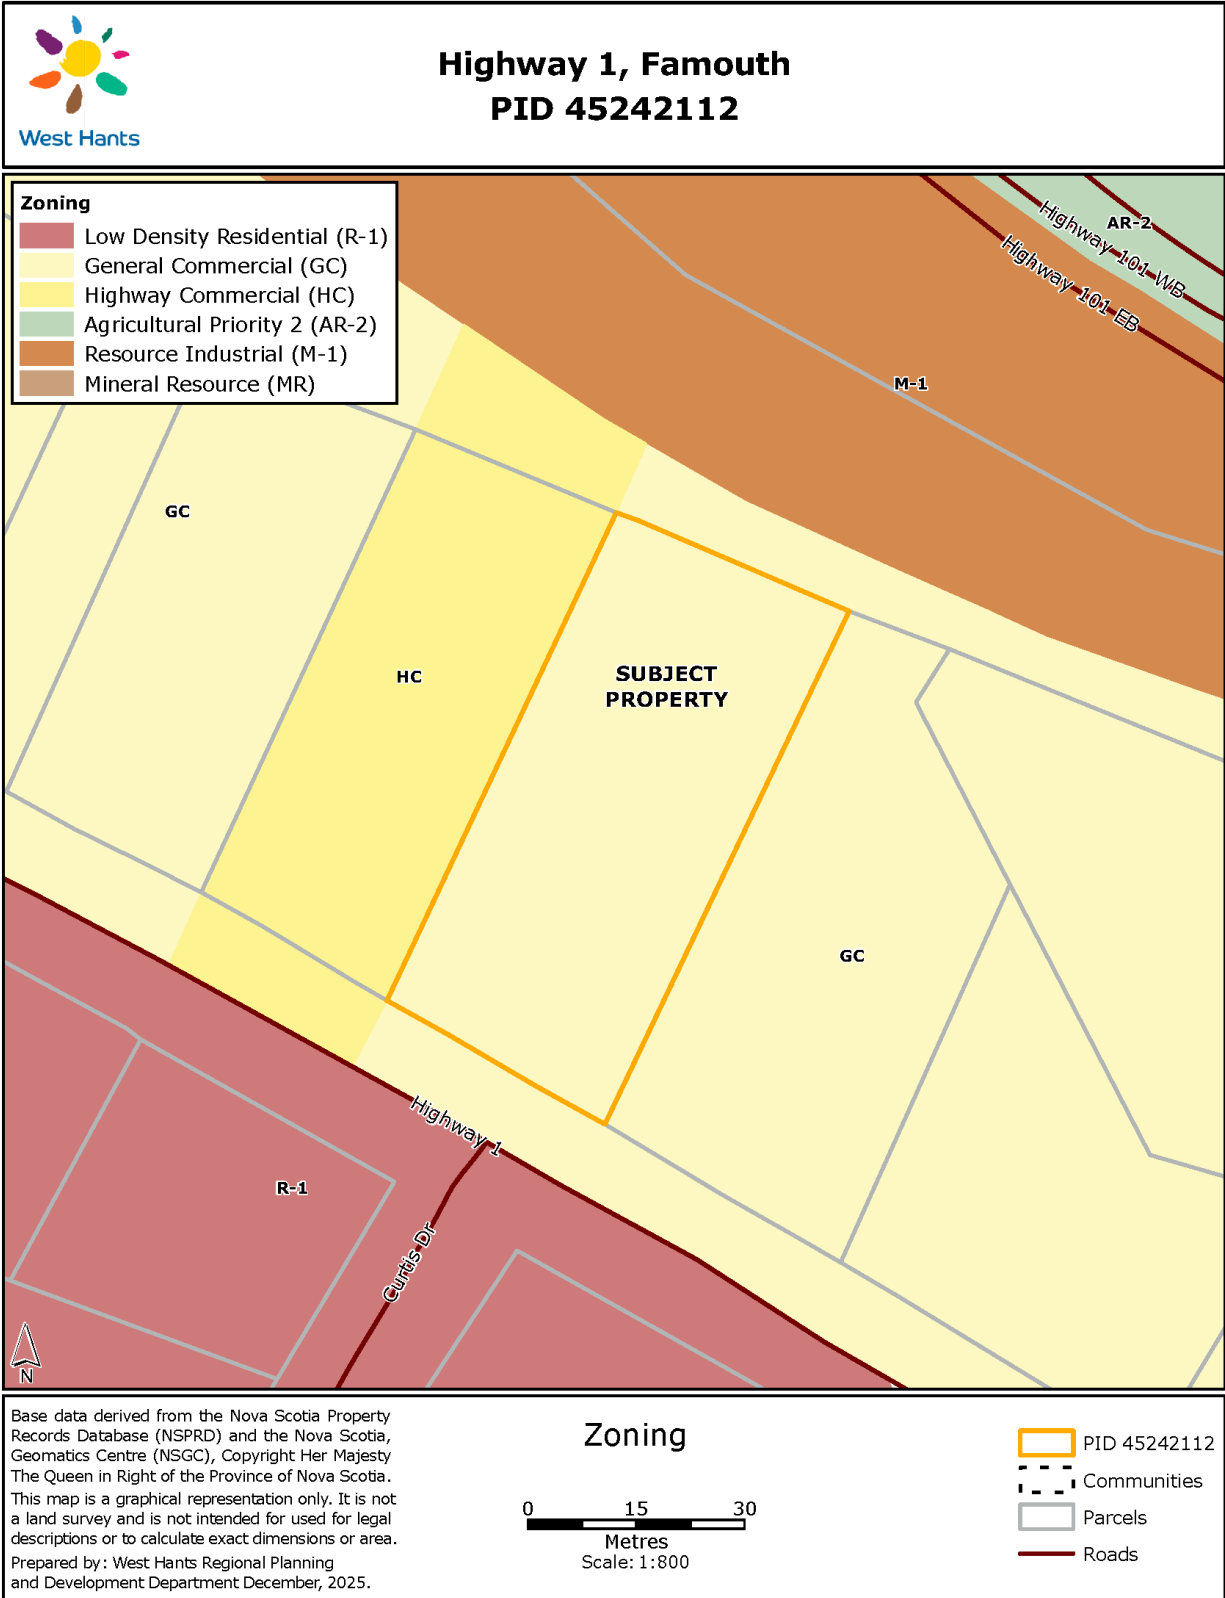 West Hants
Highway 1, Famouth
PID 45242112
Zoning
Low Density Residential (R-1)
General Commercial (GC)
Highway Commercial (HC)
Agricultural Priority 2 (AR-2)
Resource Industrial (M-1)
Mineral Resource (MR)
AR-2
Highway 101 WB
Highway 101 EB
M-1
GC
HC
SUBJECT
PROPERTY
GC
Highway 1
R-1
Curtis Dr
N
Base data derived from the Nova Scotia Property
Records Database (NSPRD) and the Nova Scotia,
Geomatics Centre (NSGC), Copyright Her Majesty
The Queen in Right of the Province of Nova Scotia.
This map is a graphical representation only. It is not
a land survey and is not intended for used for legal
descriptions or to calculate exact dimensions or area.
Prepared by: West Hants Regional Planning
and Development Department December, 2025.
Zoning
0 15 30
Metres
Scale: 1:800
PID 45242112
Communities
Parcels
Roads